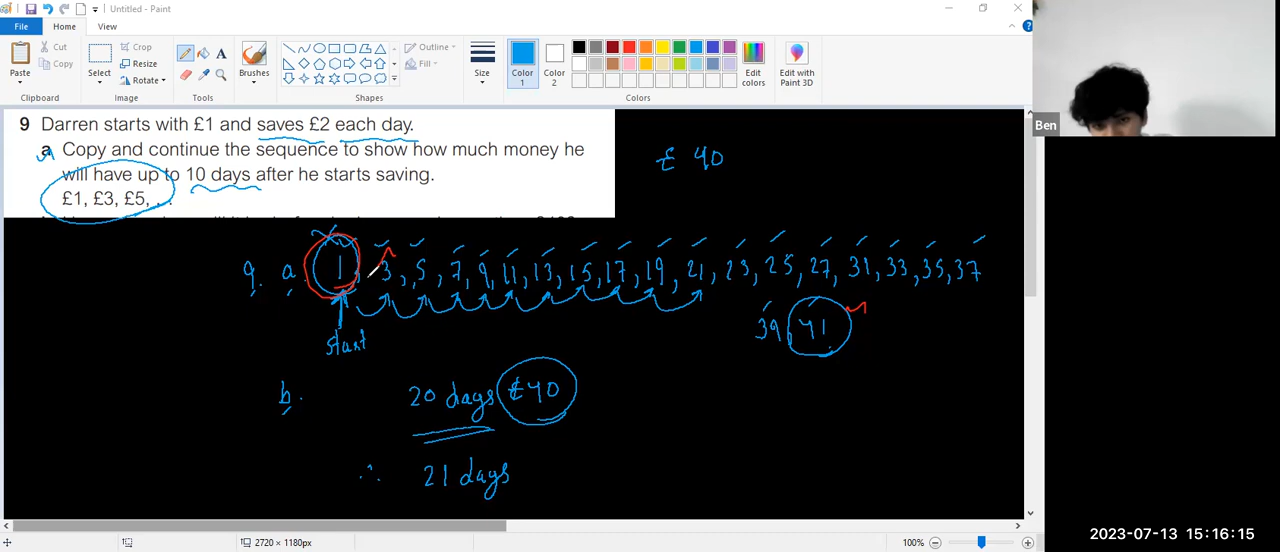 Untitled - Paint
File Home View
Paste
Cut
Copy
Clipboard
Select
Crop
Resize
Rotate
Image
Tools
Brushes
Shapes
Outline
Fill
Size
Color 1
Color 2
Colors
Edit colors
Edit with Paint 3D
Ben
9 Darren starts with £1 and saves £2 each day.
a Copy and continue the sequence to show how much money he
will have up to 10 days after he starts saving.
£1, £3, £5, ...
£ 40
9. a. 1, 3, 5, 7, 9, 11, 13, 15, 17, 19, 21, 23, 25, 27, 31, 33, 35, 37
39, 41
start
b. 20 days £40
∴ 21 days
2720 × 1180px
100%
2023-07-13 15:16:15